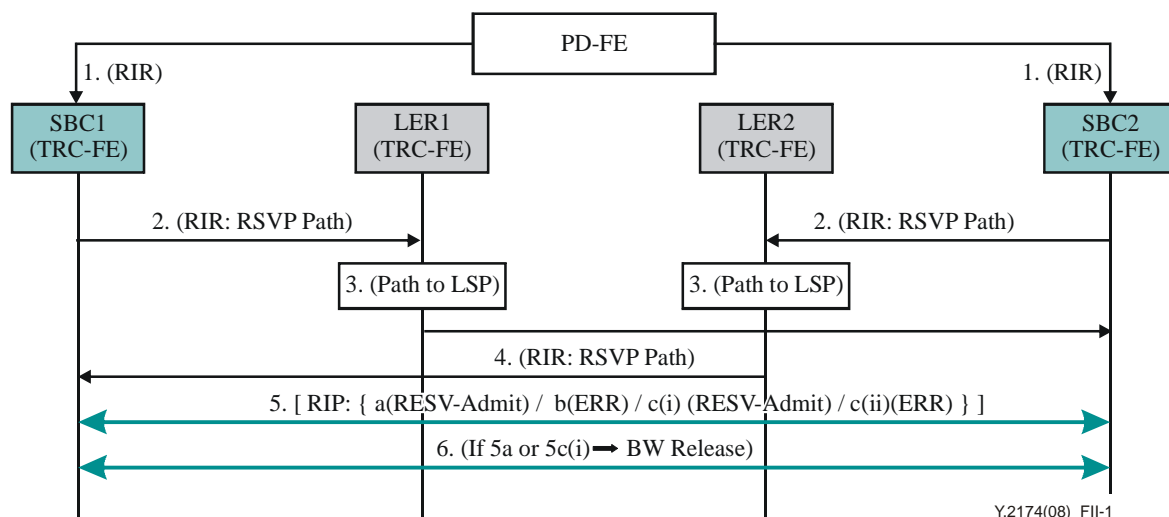 PD-FE
1. (RIR)
1. (RIR)
SBC1
(TRC-FE)
LER1
(TRC-FE)
LER2
(TRC-FE)
SBC2
(TRC-FE)
2. (RIR: RSVP Path)
2. (RIR: RSVP Path)
3. (Path to LSP)
3. (Path to LSP)
4. (RIR: RSVP Path)
5. [ RIP: { a(RESV-Admit) / b(ERR) / c(i) (RESV-Admit) / c(ii)(ERR) } ]
6. (If 5a or 5c(i) → BW Release)
Y.2174(08)_FII-1